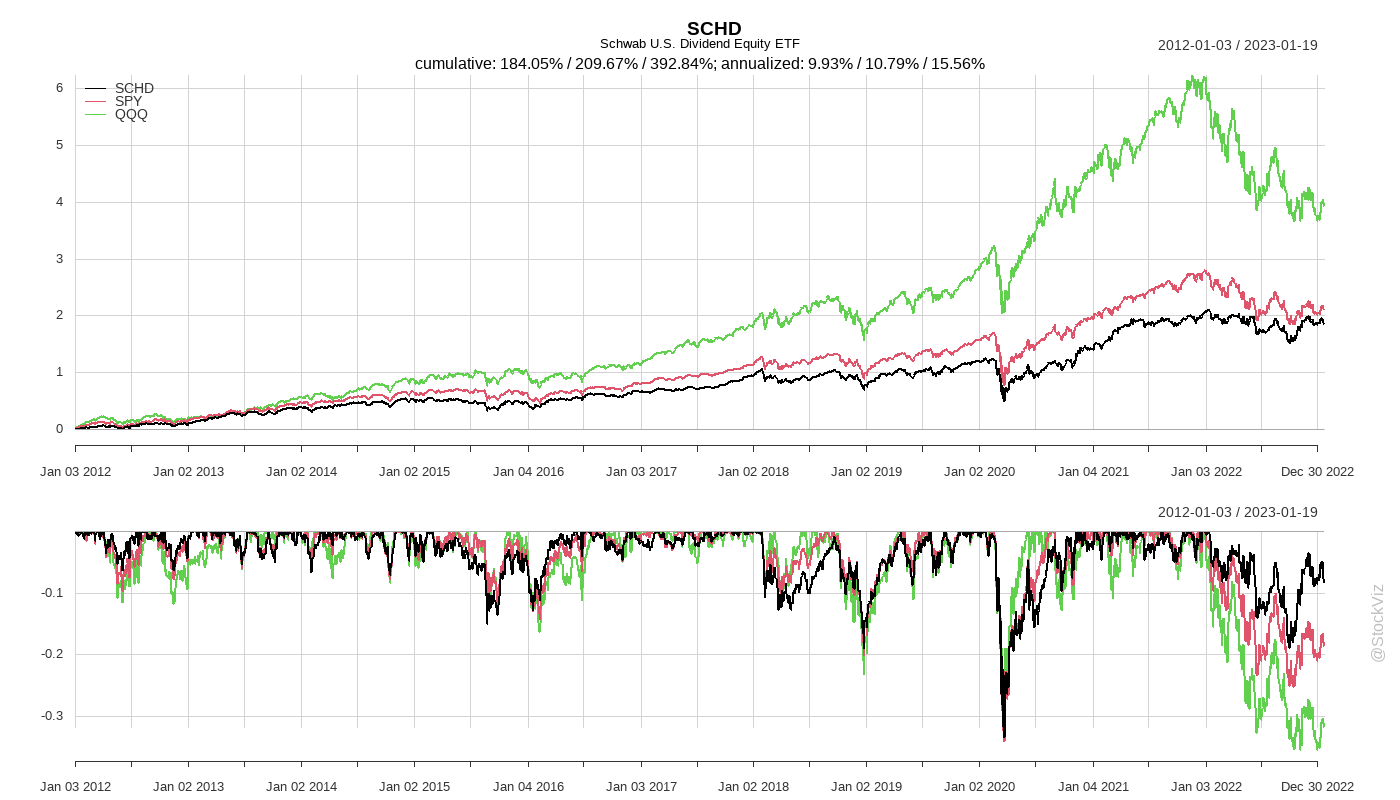 SCHD
Schwab U.S. Dividend Equity ETF
2012-01-03 / 2023-01-19
cumulative: 184.05% / 209.67% / 392.84%; annualized: 9.93% / 10.79% / 15.56%
SCHD
SPY
QQQ
6
5
4
3
2
1
0
Jan 03 2012 Jan 02 2013 Jan 02 2014 Jan 02 2015 Jan 04 2016 Jan 03 2017 Jan 02 2018 Jan 02 2019 Jan 02 2020 Jan 04 2021 Jan 03 2022 Dec 30 2022
2012-01-03 / 2023-01-19
-0.1
-0.2
-0.3
Jan 03 2012 Jan 02 2013 Jan 02 2014 Jan 02 2015 Jan 04 2016 Jan 03 2017 Jan 02 2018 Jan 02 2019 Jan 02 2020 Jan 04 2021 Jan 03 2022 Dec 30 2022
@StockViz